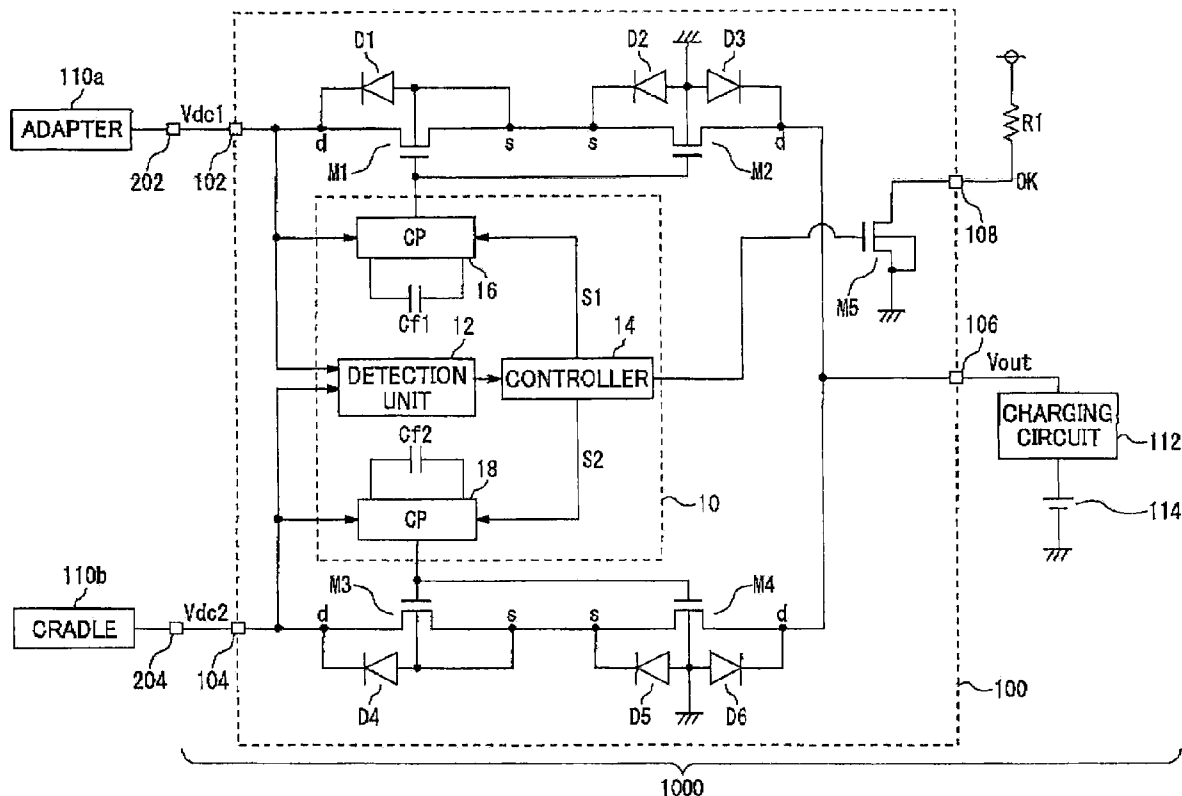 D1
D2
D3
110a
ADAPTER
Vdc1
202
102
d
s
s
d
M1
M2
R1
OK
108
CP
16
Cf1
S1
M5
12
14
DETECTION
UNIT
CONTROLLER
106
Vout
CHARGING
CIRCUIT
112
Cf2
S2
18
CP
10
114
110b
CRADLE
Vdc2
204
104
M3
M4
d
s
s
d
D4
D5
D6
100
1000